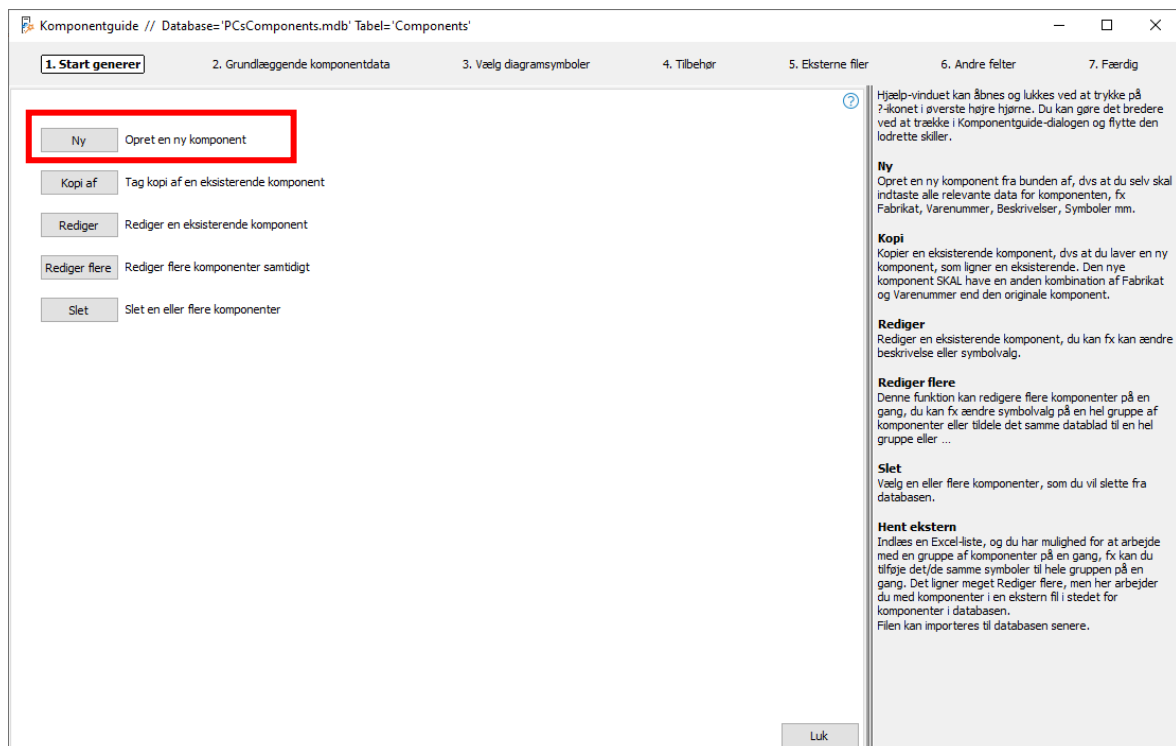 Komponentguide // Database='PCsComponents.mdb' Tabel='Components'
1. Start generer 2. Grundlæggende komponentdata 3. Vælg diagramsymboler 4. Tilbehør 5. Eksterne filer 6. Andre felter 7. Færdig
Ny Opret en ny komponent
Kopi af Tag kopi af en eksisterende komponent
Rediger Rediger en eksisterende komponent
Rediger flere Rediger flere komponenter samtidigt
Slet Slet en eller flere komponenter
?
Luk
Hjælp-vinduet kan åbnes og lukkes ved at trykke på
?-ikonet i øverste højre hjørne. Du kan gøre det bredere
ved at trække i Komponentguide-dialogen og flytte den
lodrette skiller.
Ny
Opret en ny komponent fra bunden af, dvs at du selv skal
indtaste alle relevante data for komponenten, fx
Fabrikat, Varenummer, Beskrivelser, Symboler mm.
Kopi
Kopier en eksisterende komponent, dvs at du laver en ny
komponent, som ligner en eksisterende. Den nye
komponent SKAL have en anden kombination af Fabrikat
og Varenummer end den originale komponent.
Rediger
Rediger en eksisterende komponent, du kan fx kan ændre
beskrivelse eller symbolvalg.
Rediger flere
Denne funktion kan redigere flere komponenter på en
gang, du kan fx ændre symbolvalg på en hel gruppe af
komponenter eller tildele det samme datablad til en hel
gruppe eller ...
Slet
Vælg en eller flere komponenter, som du vil slette fra
databasen.
Hent ekstern
Indlæs en Excel-liste, og du har mulighed for at arbejde
med en gruppe af komponenter på en gang, fx kan du
tilføje det/de samme symboler til hele gruppen på en
gang. Det ligner meget Rediger flere, men her arbejder
du med komponenter i en ekstern fil i stedet for
komponenter i databasen.
Filen kan importeres til databasen senere.